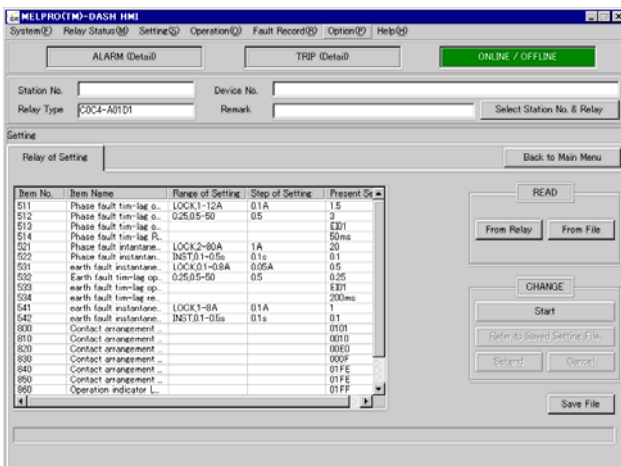 MELPRO(TM)-DASH HMI
System(F) Relay Status(M) Setting(S) Operation(O) Fault Record(R) Option(P) Help(H)
ALARM (Detail) TRIP (Detail) ONLINE / OFFLINE
Station No. Device No.
Relay Type COC4-A01D1 Remark Select Station No. & Relay
Setting
Relay of Setting Back to Main Menu
Item No. Item Name Range of Setting Step of Setting Present Se
511 Phase fault tim-lag o... LOCK,1-12A 0.1A 1.5
512 Phase fault tim-lag o... 0.25,0.5-50 0.5 3
513 Phase fault tim-lag o... EI01
514 Phase fault tim-lag R... 50ms
521 Phase fault intantane... LOCK,2-80A 1A 20
522 Phase fault instantan... INST,0.1-0.5s 0.1s 0.1
531 earth fault instantane... LOCK,0.1-0.8A 0.05A 0.5
532 Earth fault tim-lag op... 0.25,0.5-50 0.5 0.25
533 earth fault tim-lag op... EI01
534 earth fault tim-lag re... 200ms
541 earth fault instantane... LOCK,1-8A 0.1A 1
542 earth fault instantane... INST,0.1-0.5s 0.1s 0.1
800 Contact arrangement ... 0101
810 Contact arrangement ... 0010
820 Contact arrangement ... 00E0
830 Contact arrangement ... 000F
840 Contact arrangement ... 01FE
850 Contact arrangement ... 01FE
860 Operation indicator L... 01FF
READ
From Relay From File
CHANGE
Start
Refer to Saved Setting File
Setend Cancel
Save File